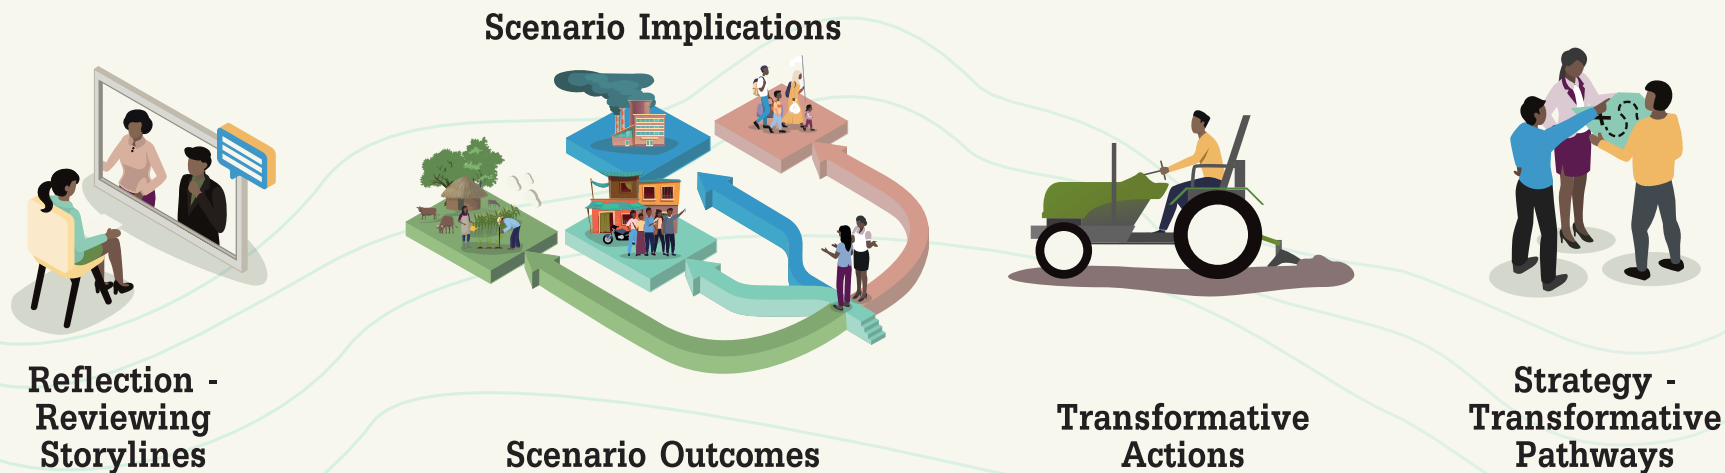 Scenario Implications
Reflection -
Reviewing
Storylines
Scenario Outcomes
Transformative
Actions
Strategy -
Transformative
Pathways